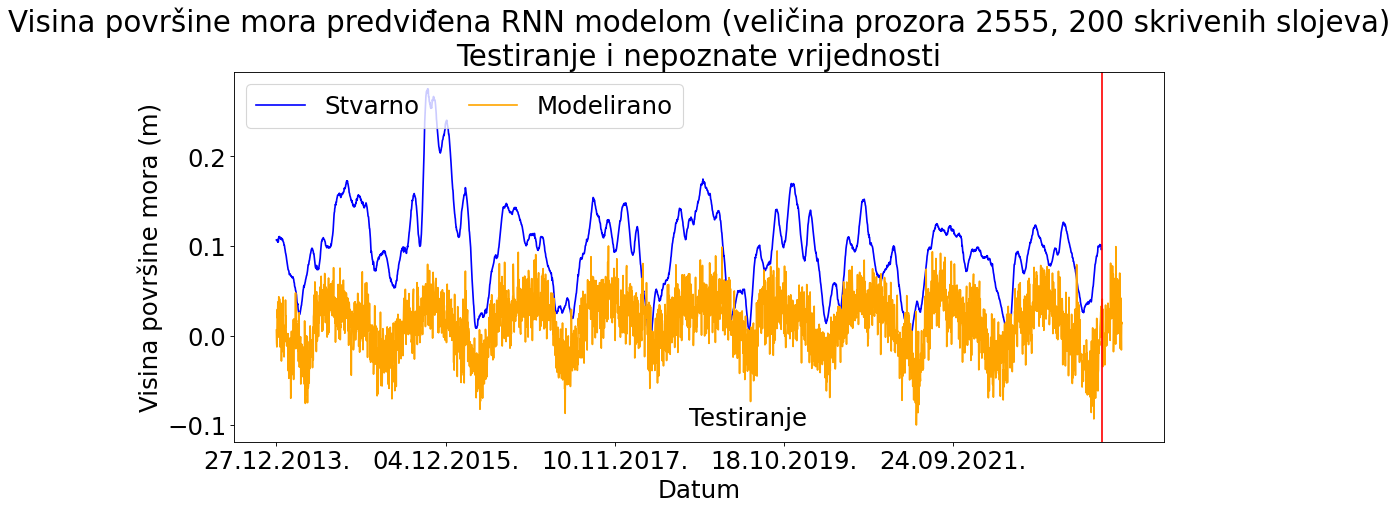 Visina površine mora predviđena RNN modelom (veličina prozora 2555, 200 skrivenih slojeva)
Testiranje i nepoznate vrijednosti
Stvarno Modelirano
Visina površine mora (m)
0.2
0.1
0.0
−0.1
Testiranje
27.12.2013. 04.12.2015. 10.11.2017. 18.10.2019. 24.09.2021.
Datum